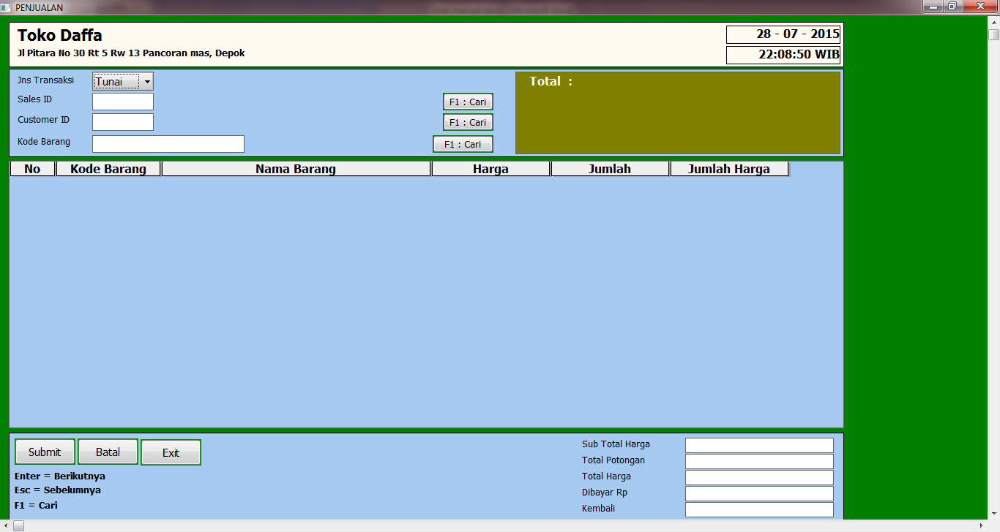 PENJUALAN
Toko Daffa
28 - 07 - 2015
Jl Pitara No 30 Rt 5 Rw 13 Pancoran mas, Depok
22:08:50 WIB
Jns Transaksi Tunai
Total :
Sales ID F1 : Cari
Customer ID F1 : Cari
Kode Barang F1 : Cari
No Kode Barang Nama Barang Harga Jumlah Jumlah Harga
Submit Batal Exit
Enter = Berikutnya
Esc = Sebelumnya
F1 = Cari
Sub Total Harga
Total Potongan
Total Harga
Dibayar Rp
Kembali